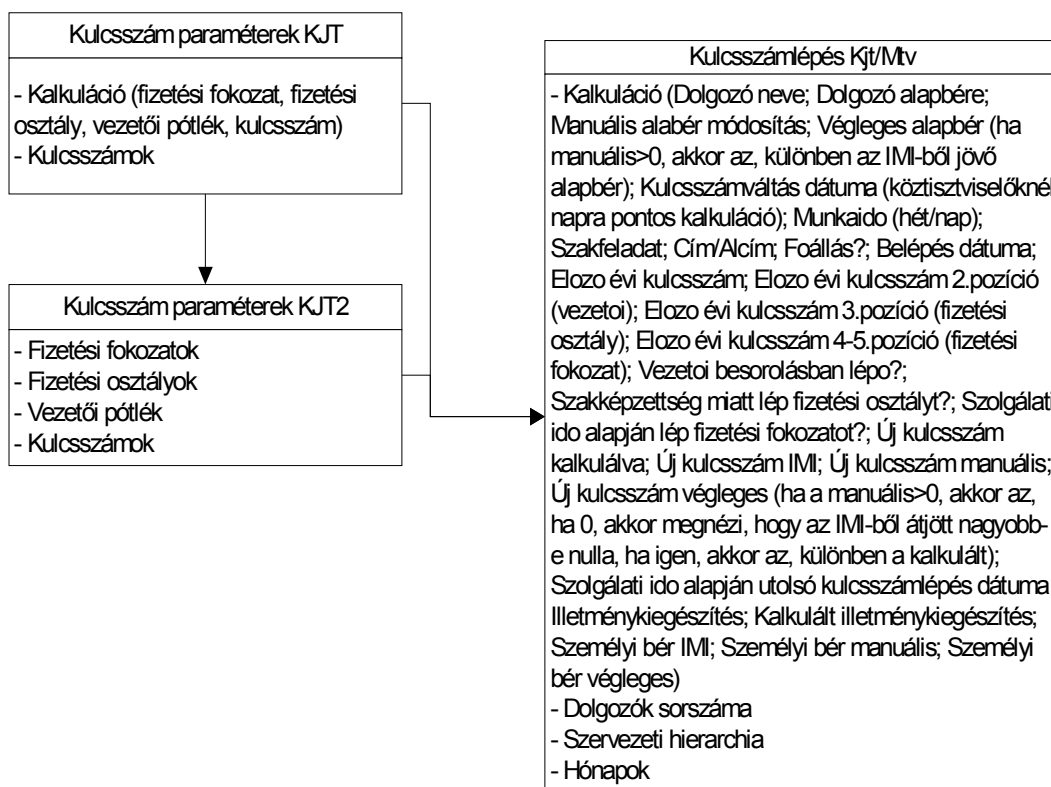 Kulcsszám paraméterek KJT
- Kalkuláció (fizetési fokozat, fizetési
osztály, vezetői pótlék, kulcsszám)
- Kulcsszámok
Kulcsszám paraméterek KJT2
- Fizetési fokozatok
- Fizetési osztályok
- Vezetői pótlék
- Kulcsszámok
Kulcsszámlépés Kjt/Mtv
- Kalkuláció (Dolgozó neve; Dolgozó alapbére;
Manuális alabér módosítás; Végleges alapbér (ha
manuális>0, akkor az, különben az IMI-ből jövő
alapbér); Kulcsszámváltás dátuma (köztisztviselőknél
napra pontos kalkuláció); Munkaido (hét/nap);
Szakfeladat; Cím/Alcím; Foállás?; Belépés dátuma;
Elozo évi kulcsszám; Elozo évi kulcsszám 2.pozíció
(vezetoi); Elozo évi kulcsszám 3.pozíció (fizetési
osztály); Elozo évi kulcsszám 4-5.pozíció (fizetési
fokozat); Vezetoi besorolásban lépo?;
Szakképzettség miatt lép fizetési osztályt?; Szolgálati
ido alapján lép fizetési fokozatot?; Új kulcsszám
kalkulálva; Új kulcsszám IMI; Új kulcsszám manuális;
Új kulcsszám végleges (ha a manuális>0, akkor az,
ha 0, akkor megnézi, hogy az IMI-ből átjött nagyobb-
e nulla, ha igen, akkor az, különben a kalkulált);
Szolgálati ido alapján utolsó kulcsszámlépés dátuma
Illetménykiegészítés; Kalkulált illetménykiegészítés;
Személyi bér IMI; Személyi bér manuális; Személyi
bér végleges)
- Dolgozók sorszáma
- Szervezeti hierarchia
- Hónapok